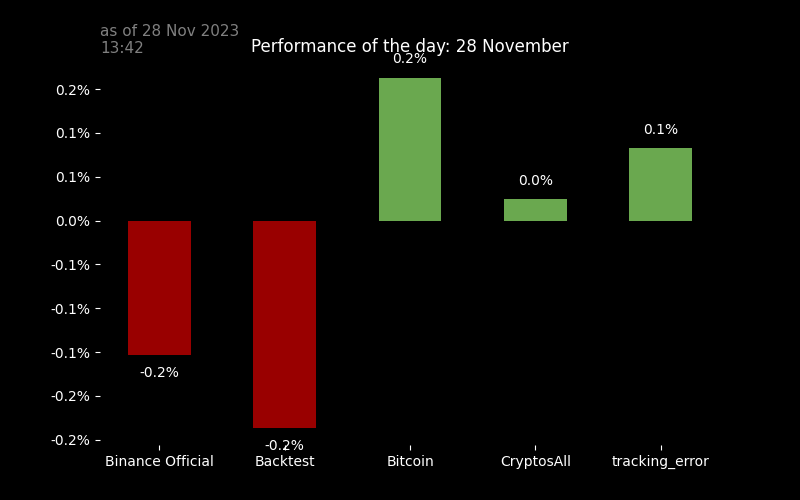 as of 28 Nov 2023
13:42
Performance of the day: 28 November
0.2%
0.2%
0.1%
0.1%
0.1%
0.0%
0.0%
-0.1%
-0.1%
-0.1%
-0.2%
-0.2%
-0.2%
-0.2%
Binance Official
Backtest
Bitcoin
CryptosAll
tracking_error